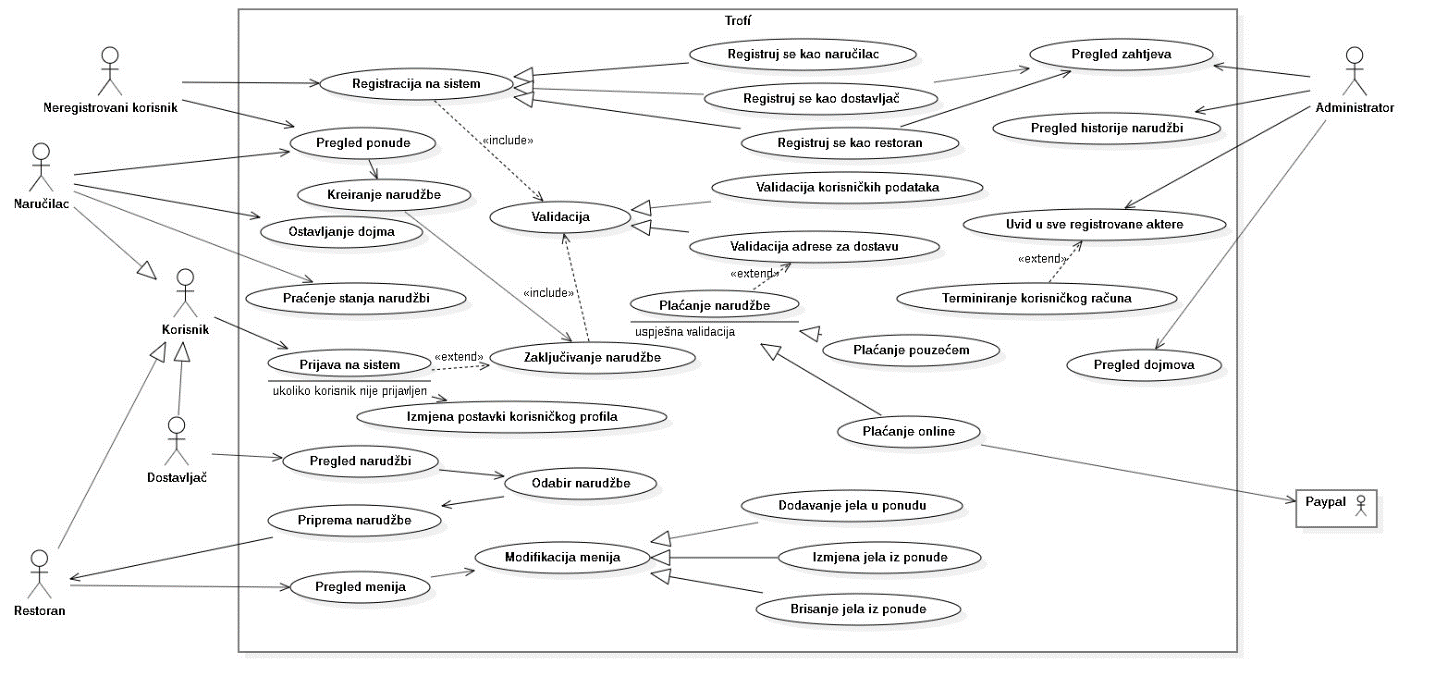 Trofí
Neregistrovani korisnik
Naručilac
Korisnik
Dostavljač
Restoran
Administrator
Paypal
Registracija na sistem
Registruj se kao naručilac
Registruj se kao dostavljač
Registruj se kao restoran
Pregled zahtjeva
Pregled historije narudžbi
Pregled ponude
«include»
Kreiranje narudžbe
Validacija korisničkih podataka
Validacija
Ostavljanje dojma
Validacija adrese za dostavu
Uvid u sve registrovane aktere
«extend»
«extend»
Praćenje stanja narudžbi
«include»
Plaćanje narudžbe
uspješna validacija
Terminiranje korisničkog računa
Prijava na sistem
ukoliko korisnik nije prijavljen
«extend»
Zaključivanje narudžbe
Plaćanje pouzećem
Pregled dojmova
Izmjena postavki korisničkog profila
Plaćanje online
Pregled narudžbi
Odabir narudžbe
Priprema narudžbe
Dodavanje jela u ponudu
Modifikacija menija
Izmjena jela iz ponude
Pregled menija
Brisanje jela iz ponude